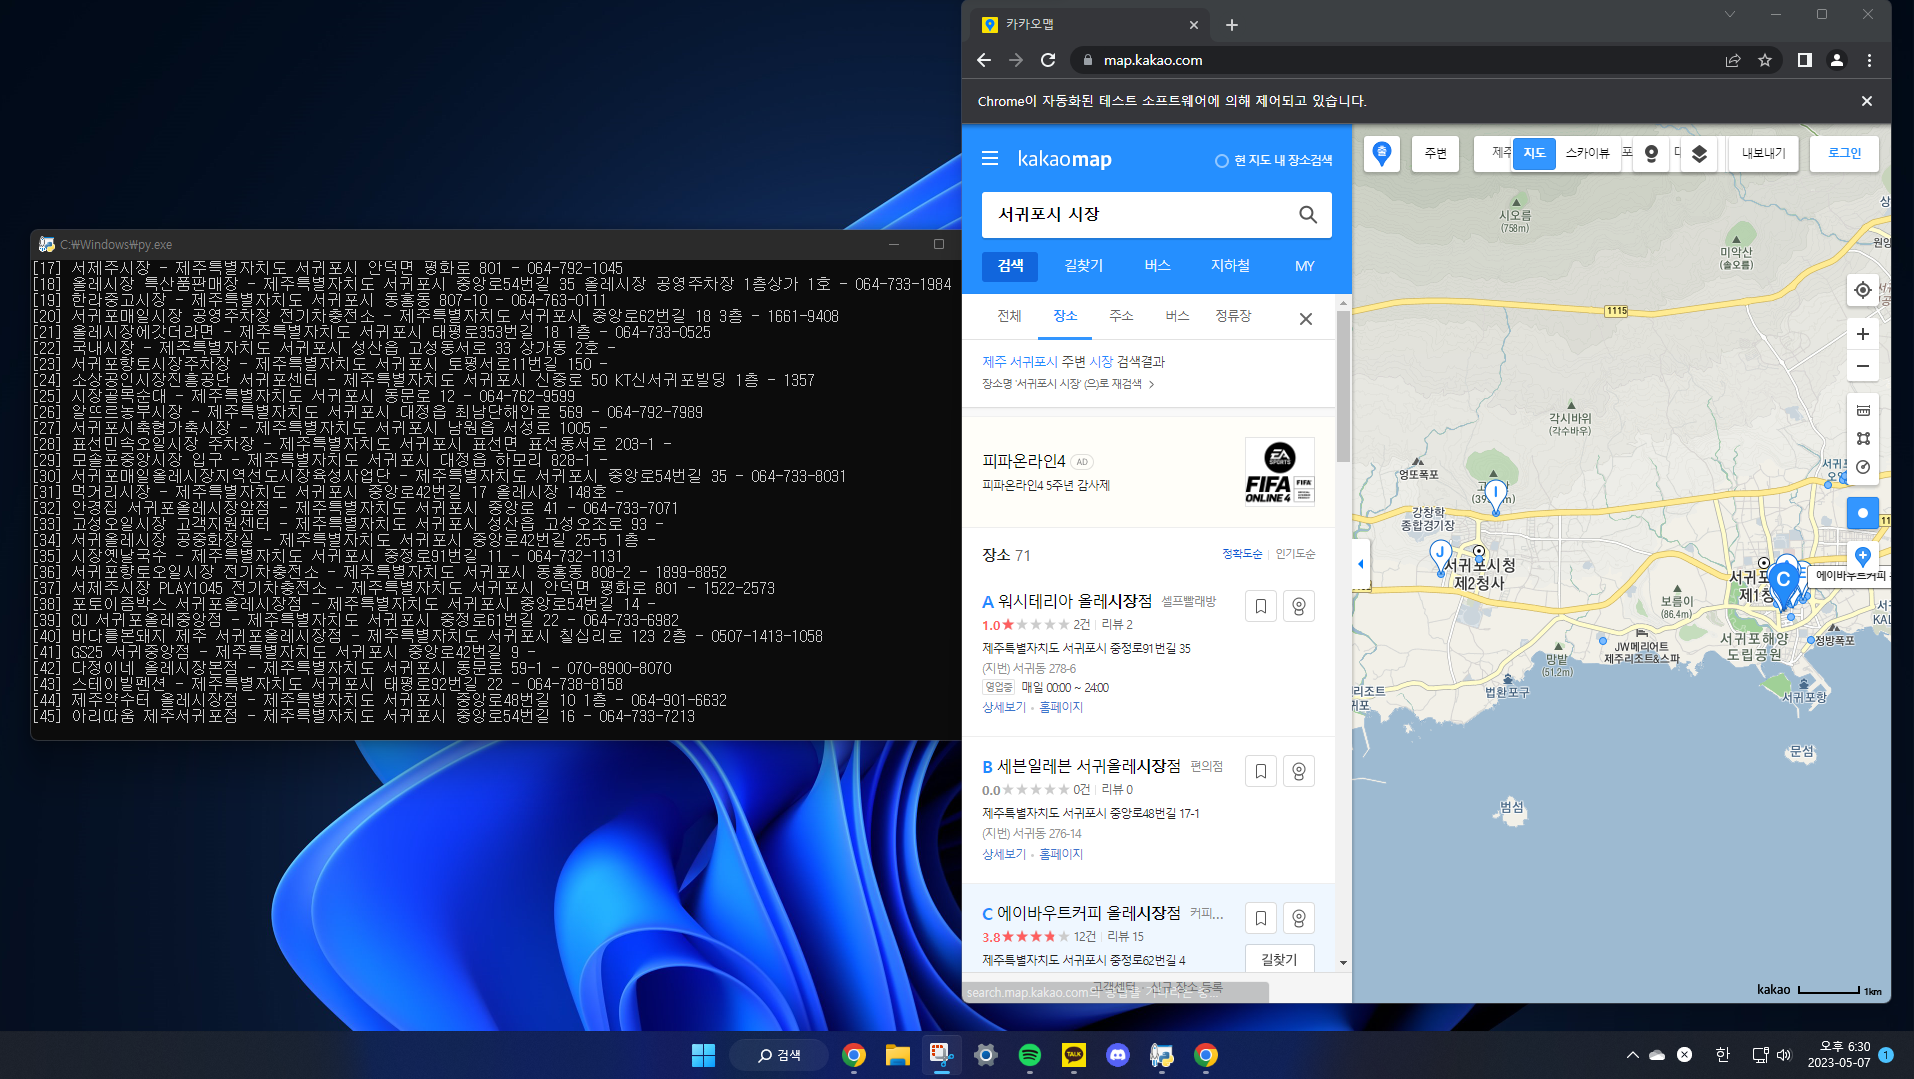 C:\Windows\py.exe
[17] 서제주시장 - 제주특별자치도 서귀포시 안덕면 평화로 801 - 064-792-1045
[18] 올레시장 특산품판매장 - 제주특별자치도 서귀포시 중앙로54번길 35 올레시장 공영주차장 1층상가 1호 - 064-733-1984
[19] 한라중고시장 - 제주특별자치도 서귀포시 동홍동 807-10 - 064-763-0111
[20] 서귀포매일시장 공영주차장 전기차충전소 - 제주특별자치도 서귀포시 중앙로62번길 18 3층 - 1661-9408
[21] 올레시장에갓더라면 - 제주특별자치도 서귀포시 태평로353번길 18 1층 - 064-733-0525
[22] 국내시장 - 제주특별자치도 서귀포시 성산읍 고성동서로 33 상가동 2호 -
[23] 서귀포향토시장주차장 - 제주특별자치도 서귀포시 토평서로11번길 150 -
[24] 소상공인시장진흥공단 서귀포센터 - 제주특별자치도 서귀포시 신중로 50 KT신서귀포빌딩 1층 - 1357
[25] 시장골목순대 - 제주특별자치도 서귀포시 동문로 12 - 064-762-9599
[26] 알뜨르농부시장 - 제주특별자치도 서귀포시 대정읍 최남단해안로 569 - 064-792-7989
[27] 서귀포시축협가축시장 - 제주특별자치도 서귀포시 남원읍 서성로 1005 -
[28] 표선민속오일시장 주차장 - 제주특별자치도 서귀포시 표선면 표선동서로 203-1 -
[29] 모슬포중앙시장 입구 - 제주특별자치도 서귀포시 대정읍 하모리 828-1 -
[30] 서귀포매일올레시장지역선도시장육성사업단 - 제주특별자치도 서귀포시 중앙로54번길 35 - 064-733-8031
[31] 먹거리시장 - 제주특별자치도 서귀포시 중앙로42번길 17 올레시장 148호 -
[32] 안경집 서귀포올레시장앞점 - 제주특별자치도 서귀포시 중앙로 41 - 064-733-7071
[33] 고성오일시장 고객지원센터 - 제주특별자치도 서귀포시 성산읍 고성오조로 93 -
[34] 서귀올레시장 공중화장실 - 제주특별자치도 서귀포시 중앙로42번길 25-5 1층 -
[35] 시장옛날국수 - 제주특별자치도 서귀포시 중정로91번길 11 - 064-732-1131
[36] 서귀포향토오일시장 전기차충전소 - 제주특별자치도 서귀포시 동홍동 808-2 - 1899-8852
[37] 서제주시장 PLAY1045 전기차충전소 - 제주특별자치도 서귀포시 안덕면 평화로 801 - 1522-2573
[38] 포토이즘박스 서귀포올레시장점 - 제주특별자치도 서귀포시 중앙로54번길 14 -
[39] CU 서귀포올레중앙점 - 제주특별자치도 서귀포시 중정로61번길 22 - 064-733-6982
[40] 바다를본돼지 제주 서귀포올레시장점 - 제주특별자치도 서귀포시 칠십리로 123 2층 - 0507-1413-1058
[41] GS25 서귀중앙점 - 제주특별자치도 서귀포시 중앙로42번길 9 -
[42] 다정이네 올레시장본점 - 제주특별자치도 서귀포시 동문로 59-1 - 070-8900-8070
[43] 스테이빌펜션 - 제주특별자치도 서귀포시 태평로92번길 22 - 064-738-8158
[44] 제주약수터 올레시장점 - 제주특별자치도 서귀포시 중앙로48번길 10 1층 - 064-901-6632
[45] 아리따움 제주서귀포점 - 제주특별자치도 서귀포시 중앙로54번길 16 - 064-733-7213
카카오맵
map.kakao.com
Chrome이 자동화된 테스트 소프트웨어에 의해 제어되고 있습니다.
kakaomap
현 지도 내 장소검색
서귀포시 시장
검색 길찾기 버스 지하철 MY
전체 장소 주소 버스 정류장
제주 서귀포시 주변 시장 검색결과
장소명 '서귀포시 시장' (으)로 재검색
피파온라인4 AD
피파온라인4 5주년 감사제
EA SPORTS
FIFA ONLINE 4
FIFA
장소 71
정확도순 인기도순
A 워시테리아 올레시장점 셀프빨래방
1.0 2건 리뷰 2
제주특별자치도 서귀포시 중정로91번길 35
(지번) 서귀동 278-6
영업중 매일 00:00 ~ 24:00
상세보기 홈페이지
B 세븐일레븐 서귀올레시장점 편의점
0.0 0건 리뷰 0
제주특별자치도 서귀포시 중앙로48번길 17-1
(지번) 서귀동 276-14
상세보기 홈페이지
C 에이바우트커피 올레시장점 커피...
3.8 12건 리뷰 15
제주특별자치도 서귀포시 중정로62번길 4
길찾기
고객센터 신규 장소 등록
search.map.kakao.com의
출 주변 제주 지도 스카이뷰 포 내보내기 로그인
시오름
(758m)
미악산
(솔오름)
1115
각시바위
(각수바위)
엉또폭포
강창학
종합경기장
I
J
서귀포시청
제2청사
C
에이바우트커피
보름이
(86.4m)
서귀포해양
도립공원
정방폭포
JW메리어트
제주리조트&스파
망밭
(51.2m)
법환포구
서귀포항
문섬
범섬
kakao 1km
검색
TALK
한
오후 6:30
2023-05-07
1